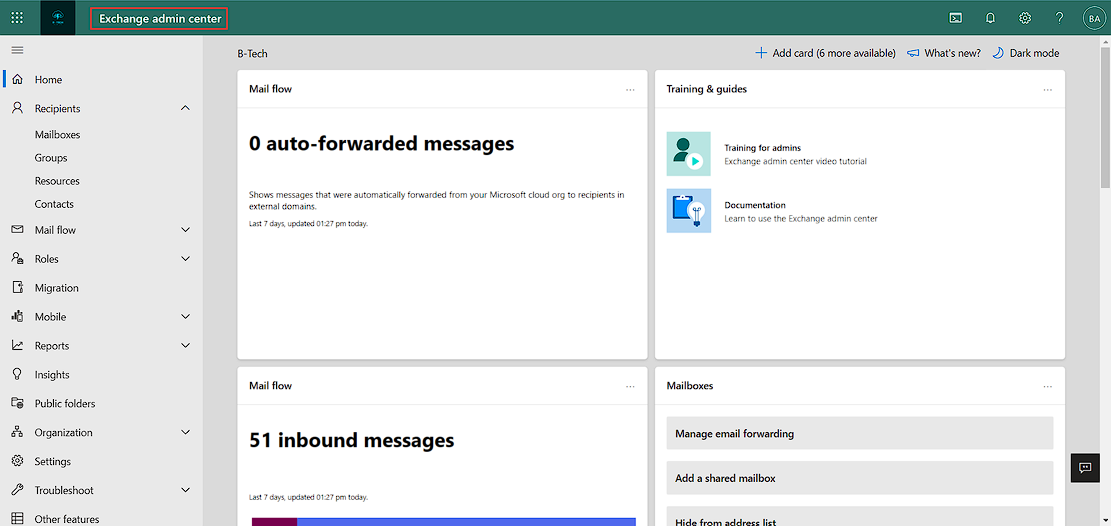 B-TECH
Exchange admin center
BA
B-Tech
Add card (6 more available)
What's new?
Dark mode
Home
Recipients
Mailboxes
Groups
Resources
Contacts
Mail flow
Roles
Migration
Mobile
Reports
Insights
Public folders
Organization
Settings
Troubleshoot
Other features
Mail flow
0 auto-forwarded messages
Shows messages that were automatically forwarded from your Microsoft cloud org to recipients in
external domains.
Last 7 days, updated 01:27 pm today.
Training & guides
Training for admins
Exchange admin center video tutorial
Documentation
Learn to use the Exchange admin center
Mail flow
51 inbound messages
Last 7 days, updated 01:27 pm today.
Mailboxes
Manage email forwarding
Add a shared mailbox
Hide from address list